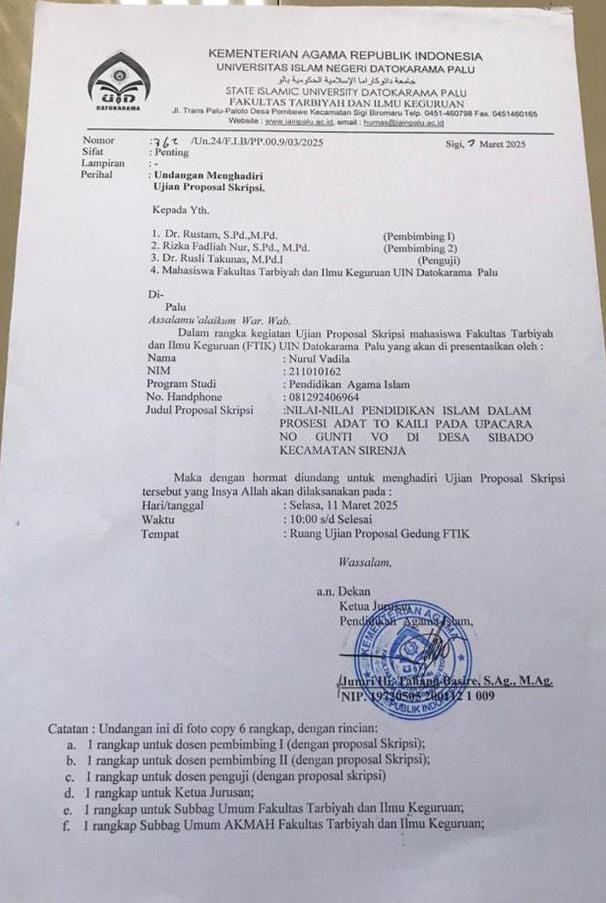 KEMENTERIAN AGAMA REPUBLIK INDONESIA
UNIVERSITAS ISLAM NEGERI DATOKARAMA PALU
جامعة داتوكاراما الإسلامية الحكومية بالو
STATE ISLAMIC UNIVERSITY DATOKARAMA PALU
FAKULTAS TARBIYAH DAN ILMU KEGURUAN
Jl. Trans Palu-Palolo Desa Pombewe Kecamatan Sigi Biromaru Telp. 0451-460798 Fax. 0451460165
Website : www.iainpalu.ac.id, email : humas@iainpalu.ac.id
DATOKARAMA
Nomor : 762 /Un.24/F.I.B/PP.00.9/03/2025 Sigi, 7 Maret 2025
Sifat : Penting
Lampiran : -
Perihal : Undangan Menghadiri
Ujian Proposal Skripsi.
Kepada Yth.
1. Dr. Rustam, S.Pd.,M.Pd. (Pembimbing I)
2. Rizka Fadliah Nur, S.Pd., M.Pd. (Pembimbing 2)
3. Dr. Rusli Takunas, M.Pd.I (Penguji)
4. Mahasiswa Fakultas Tarbiyah dan Ilmu Keguruan UIN Datokarama Palu
Di-
Palu
Assalamu'alaikum War. Wab.
Dalam rangka kegiatan Ujian Proposal Skripsi mahasiswa Fakultas Tarbiyah
dan Ilmu Keguruan (FTIK) UIN Datokarama Palu yang akan di presentasikan oleh :
Nama : Nurul Vadila
NIM : 211010162
Program Studi : Pendidikan Agama Islam
No. Handphone : 081292406964
Judul Proposal Skripsi :NILAI-NILAI PENDIDIKAN ISLAM DALAM
PROSESI ADAT TO KAILI PADA UPACARA
NO GUNTI VO DI DESA SIBADO
KECAMATAN SIRENJA
Maka dengan hormat diundang untuk menghadiri Ujian Proposal Skripsi
tersebut yang Insya Allah akan dilaksanakan pada :
Hari/tanggal : Selasa, 11 Maret 2025
Waktu : 10:00 s/d Selesai
Tempat : Ruang Ujian Proposal Gedung FTIK
Wassalam,
a.n. Dekan
Ketua Jurusan
Pendidikan Agama Islam,
KEMENTERIAN AGAMA
REPUBLIK INDONESIA
Jumri Hi. Tahang Basire, S.Ag., M.Ag.
NIP. 19720505 200112 1 009
Catatan : Undangan ini di foto copy 6 rangkap, dengan rincian:
a. 1 rangkap untuk dosen pembimbing I (dengan proposal Skripsi);
b. 1 rangkap untuk dosen pembimbing II (dengan proposal Skripsi);
c. 1 rangkap untuk dosen penguji (dengan proposal skripsi)
d. 1 rangkap untuk Ketua Jurusan;
e. 1 rangkap untuk Subbag Umum Fakultas Tarbiyah dan Ilmu Keguruan;
f. 1 rangkap Subbag Umum AKMAH Fakultas Tarbiyah dan Ilmu Keguruan;